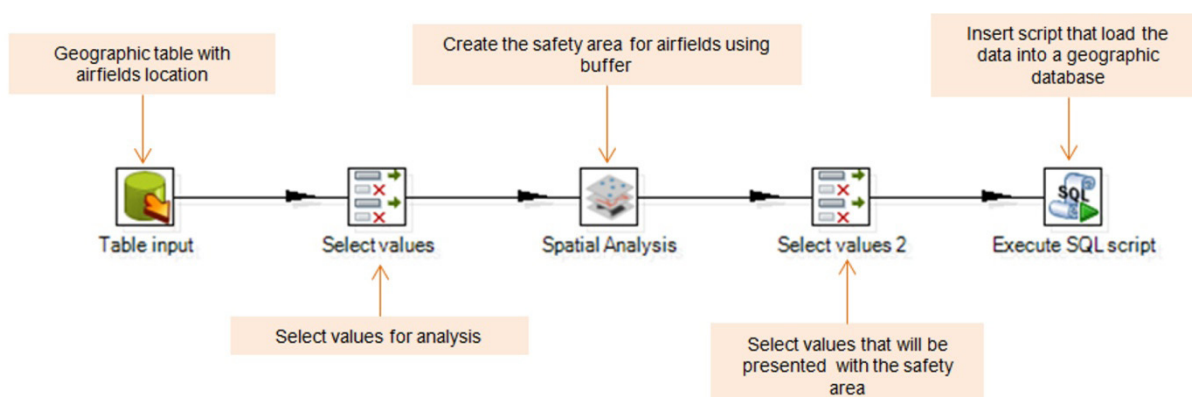 Geographic table with
airfields location
Create the safety area for airfields using
buffer
Insert script that load the
data into a geographic
database
SQL
Table input
Select values
Spatial Analysis
Select values 2
Execute SQL script
Select values for analysis
Select values that will be
presented with the safety
area